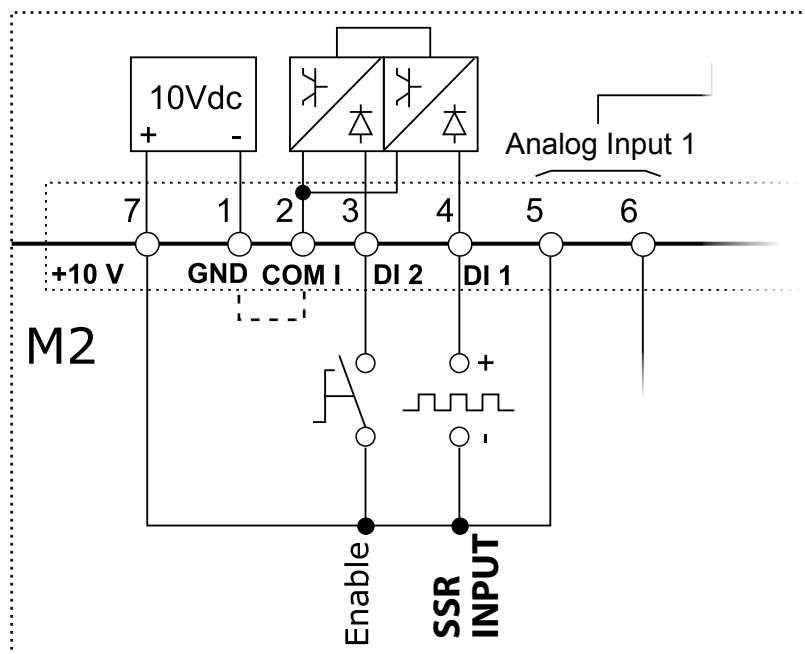 10Vdc
+ -
Analog Input 1
7 1 2 3 4 5 6
+10 V GND COM I DI 2 DI 1
M2
+
-
Enable
SSR
INPUT